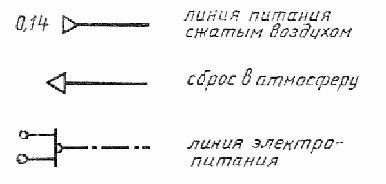 0,14 линия питания
сжатым воздухом
сброс в атмосферу
линия электро-
питания